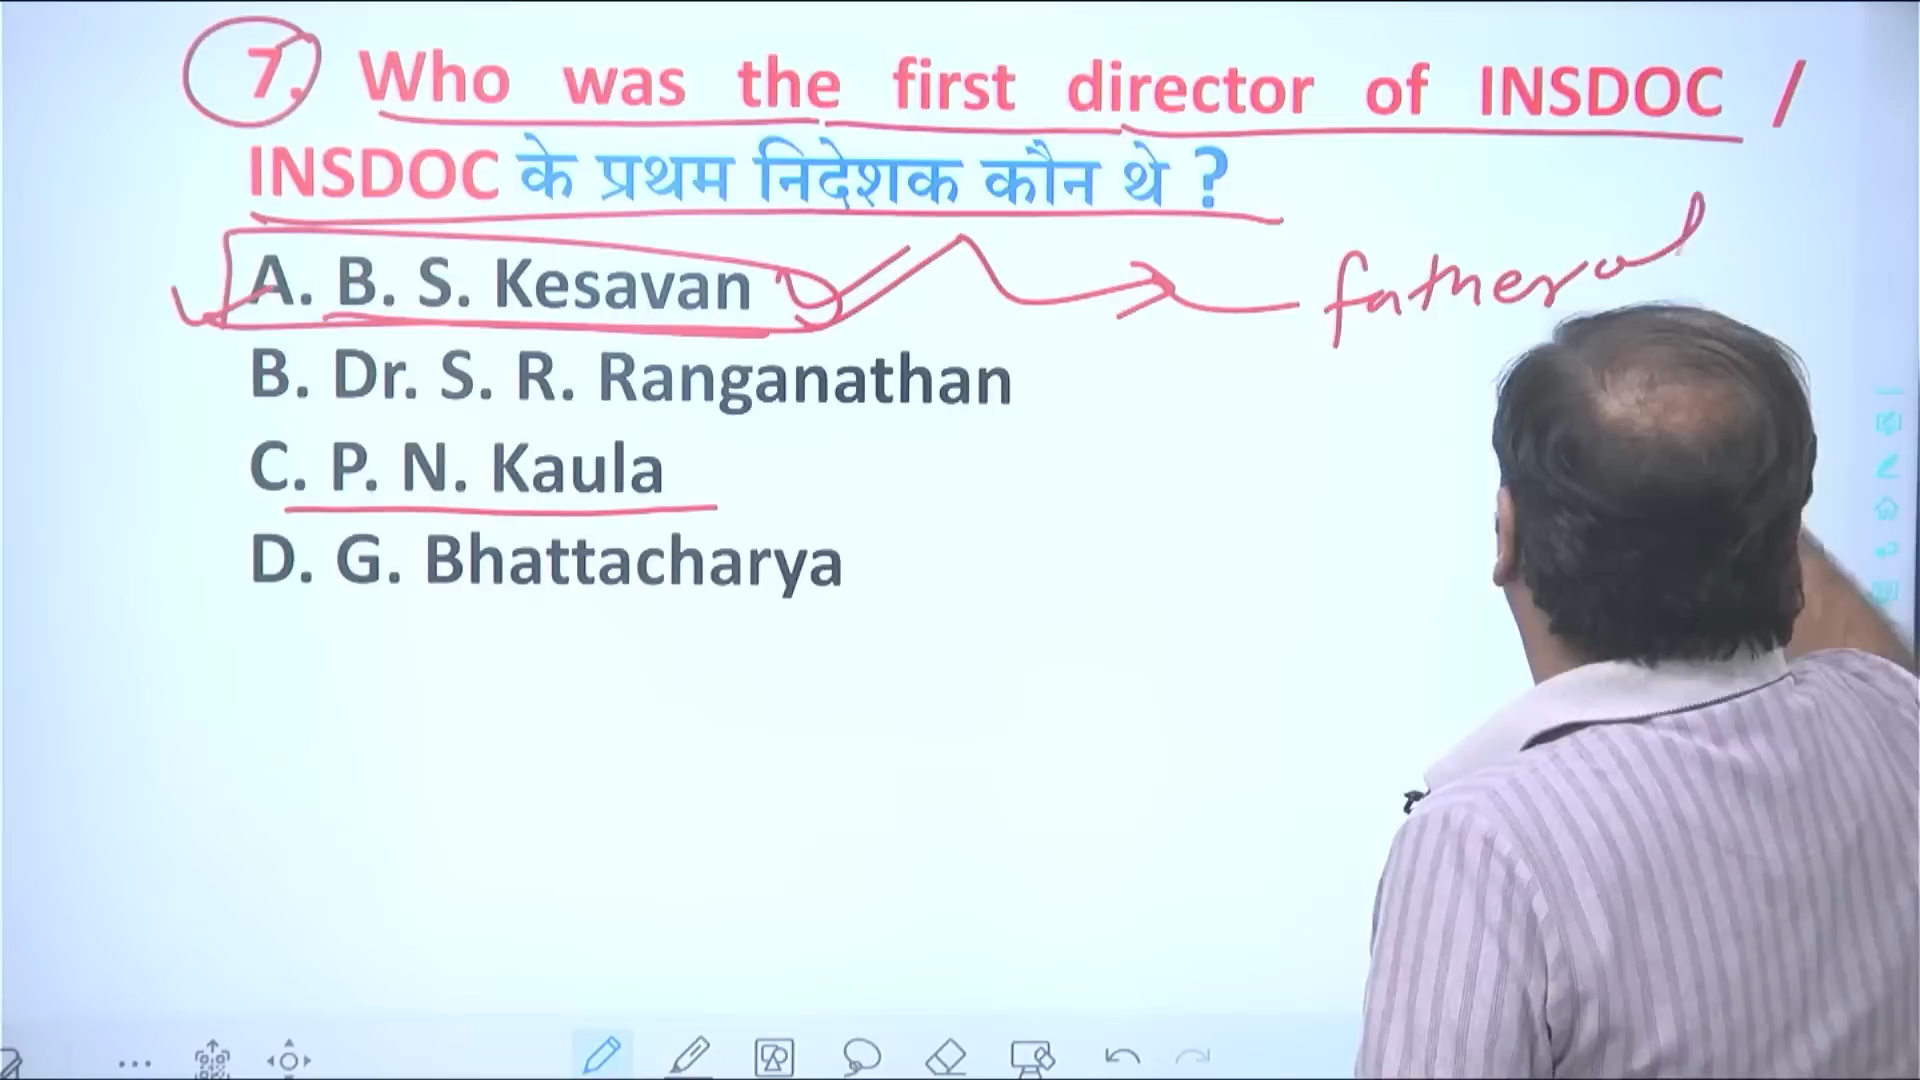 7. Who was the first director of INSDOC /
INSDOC के प्रथम निदेशक कौन थे ?
A. B. S. Kesavan father of
B. Dr. S. R. Ranganathan
C. P. N. Kaula
D. G. Bhattacharya